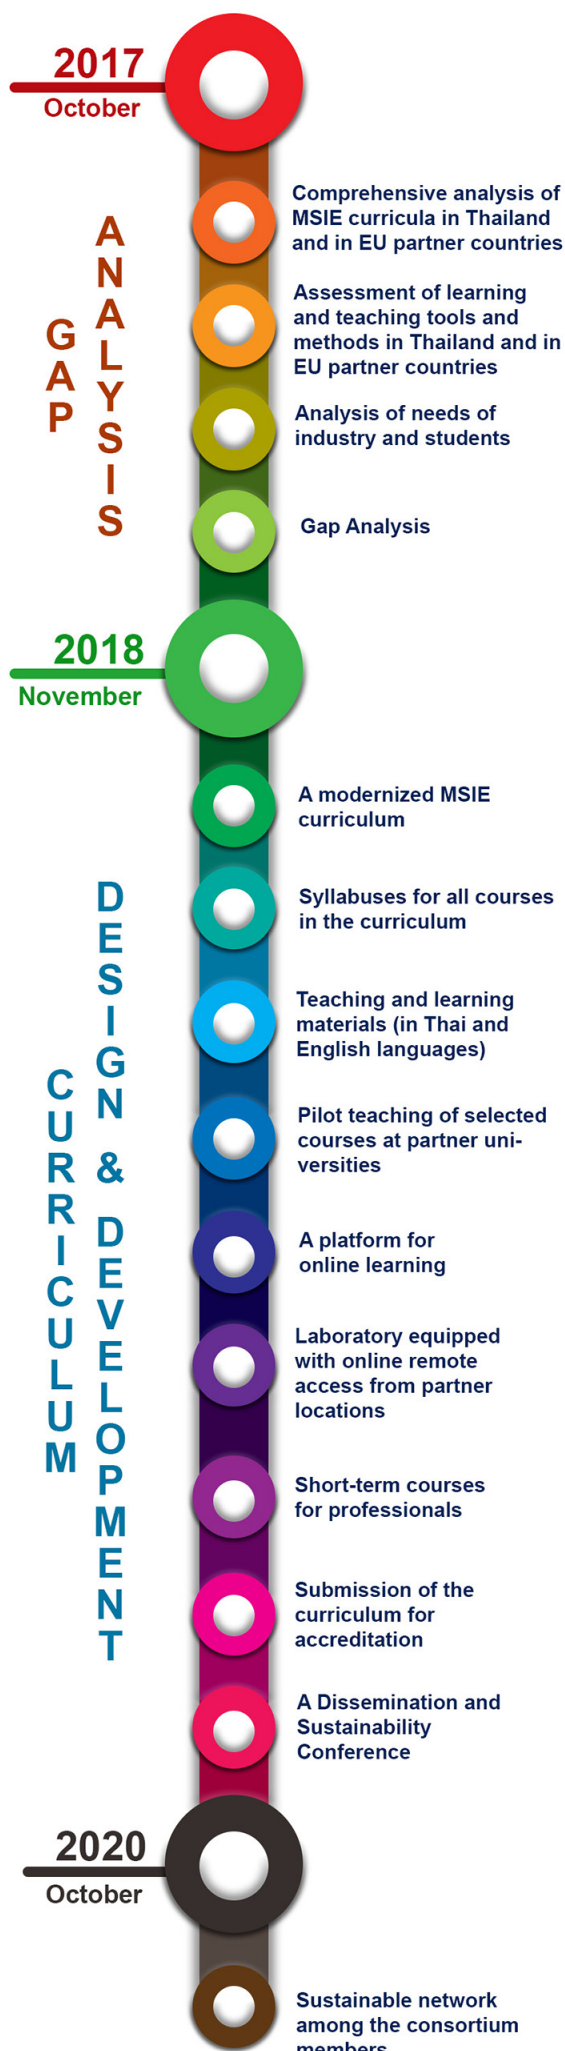 2017
October
GAP
ANALYSIS
Comprehensive analysis of
MSIE curricula in Thailand
and in EU partner countries
Assessment of learning
and teaching tools and
methods in Thailand and in
EU partner countries
Analysis of needs of
industry and students
Gap Analysis
2018
November
CURRICULUM
DESIGN & DEVELOPMENT
A modernized MSIE
curriculum
Syllabuses for all courses
in the curriculum
Teaching and learning
materials (in Thai and
English languages)
Pilot teaching of selected
courses at partner uni-
versities
A platform for
online learning
Laboratory equipped
with online remote
access from partner
locations
Short-term courses
for professionals
Submission of the
curriculum for
accreditation
A Dissemination and
Sustainability
Conference
2020
October
Sustainable network
among the consortium
members